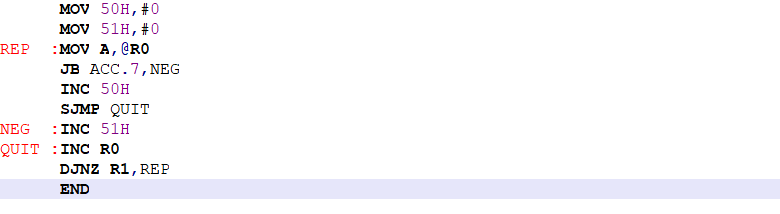 MOV 50H,#0
MOV 51H,#0
REP :MOV A,@R0
JB ACC.7,NEG
INC 50H
SJMP QUIT
NEG :INC 51H
QUIT :INC R0
DJNZ R1,REP
END